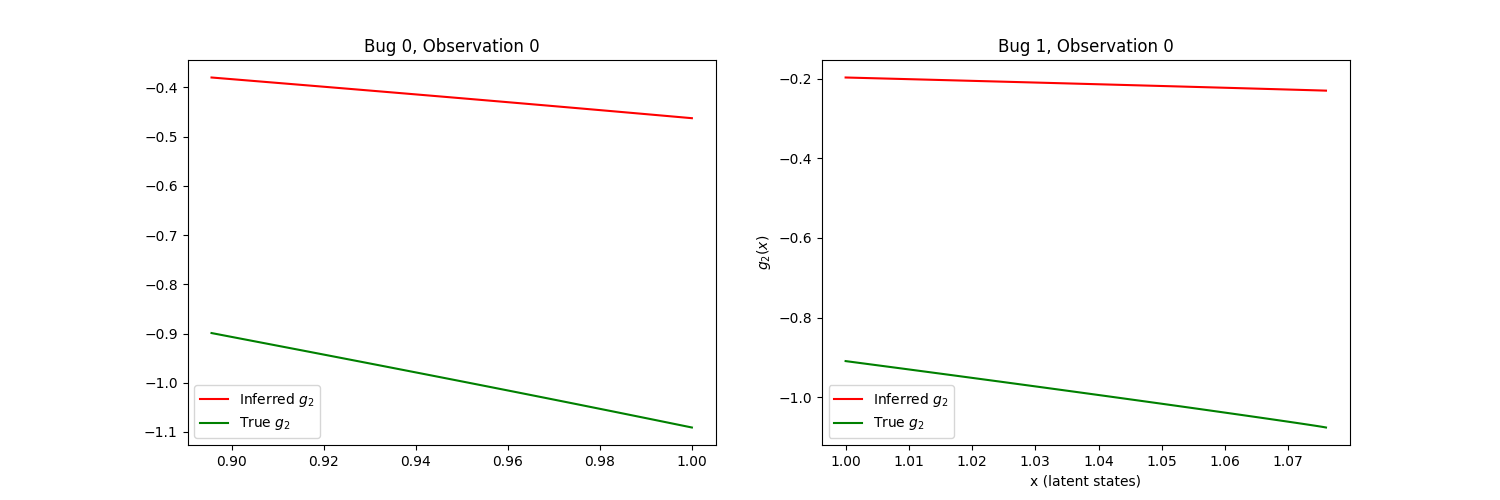 Bug 0, Observation 0
−0.4
−0.5
−0.6
−0.7
−0.8
−0.9
−1.0
−1.1
0.90 0.92 0.94 0.96 0.98 1.00
Inferred g₂
True g₂
Bug 1, Observation 0
g₂(x)
−0.2
−0.4
−0.6
−0.8
−1.0
1.00 1.01 1.02 1.03 1.04 1.05 1.06 1.07
x (latent states)
Inferred g₂
True g₂